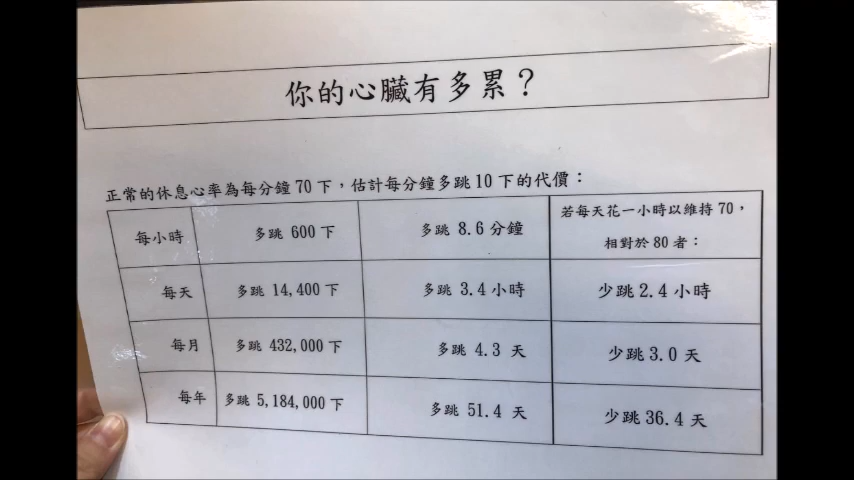 你的心臟有多累？
正常的休息心率為每分鐘70下，估計每分鐘多跳10下的代價：
每小時 多跳 600 下 多跳 8.6 分鐘 若每天花一小時以維持70，
相對於80者：
每天 多跳 14,400 下 多跳 3.4 小時 少跳 2.4 小時
每月 多跳 432,000 下 多跳 4.3 天 少跳 3.0 天
每年 多跳 5,184,000 下 多跳 51.4 天 少跳 36.4 天